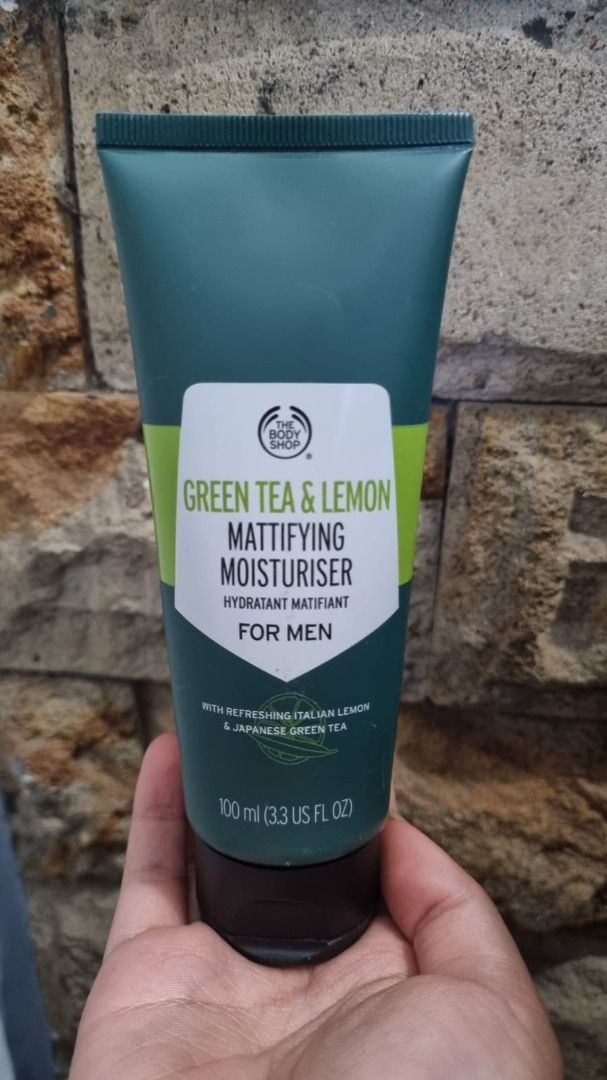 THE
BODY
SHOP
®
GREEN TEA & LEMON
MATTIFYING
MOISTURISER
HYDRATANT MATIFIANT
FOR MEN
WITH REFRESHING ITALIAN LEMON
& JAPANESE GREEN TEA
100 ml (3.3 US FL OZ)